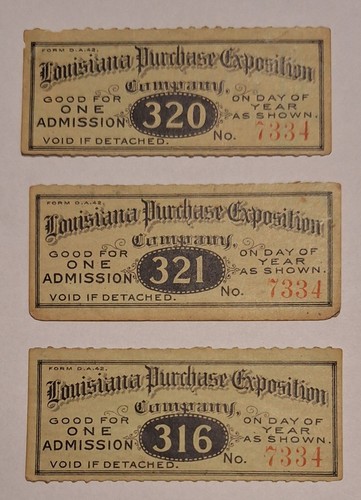 FORM D.A.42.
Louisiana Purchase Exposition
Company,
GOOD FOR ONE ADMISSION 320 ON DAY OF YEAR AS SHOWN.
VOID IF DETACHED. No. 7334
FORM D.A.42.
Louisiana Purchase Exposition
Company,
GOOD FOR ONE ADMISSION 321 ON DAY OF YEAR AS SHOWN.
VOID IF DETACHED. No. 7334
FORM D.A.42.
Louisiana Purchase Exposition
Company,
GOOD FOR ONE ADMISSION 316 ON DAY OF YEAR AS SHOWN.
VOID IF DETACHED. No. 7334